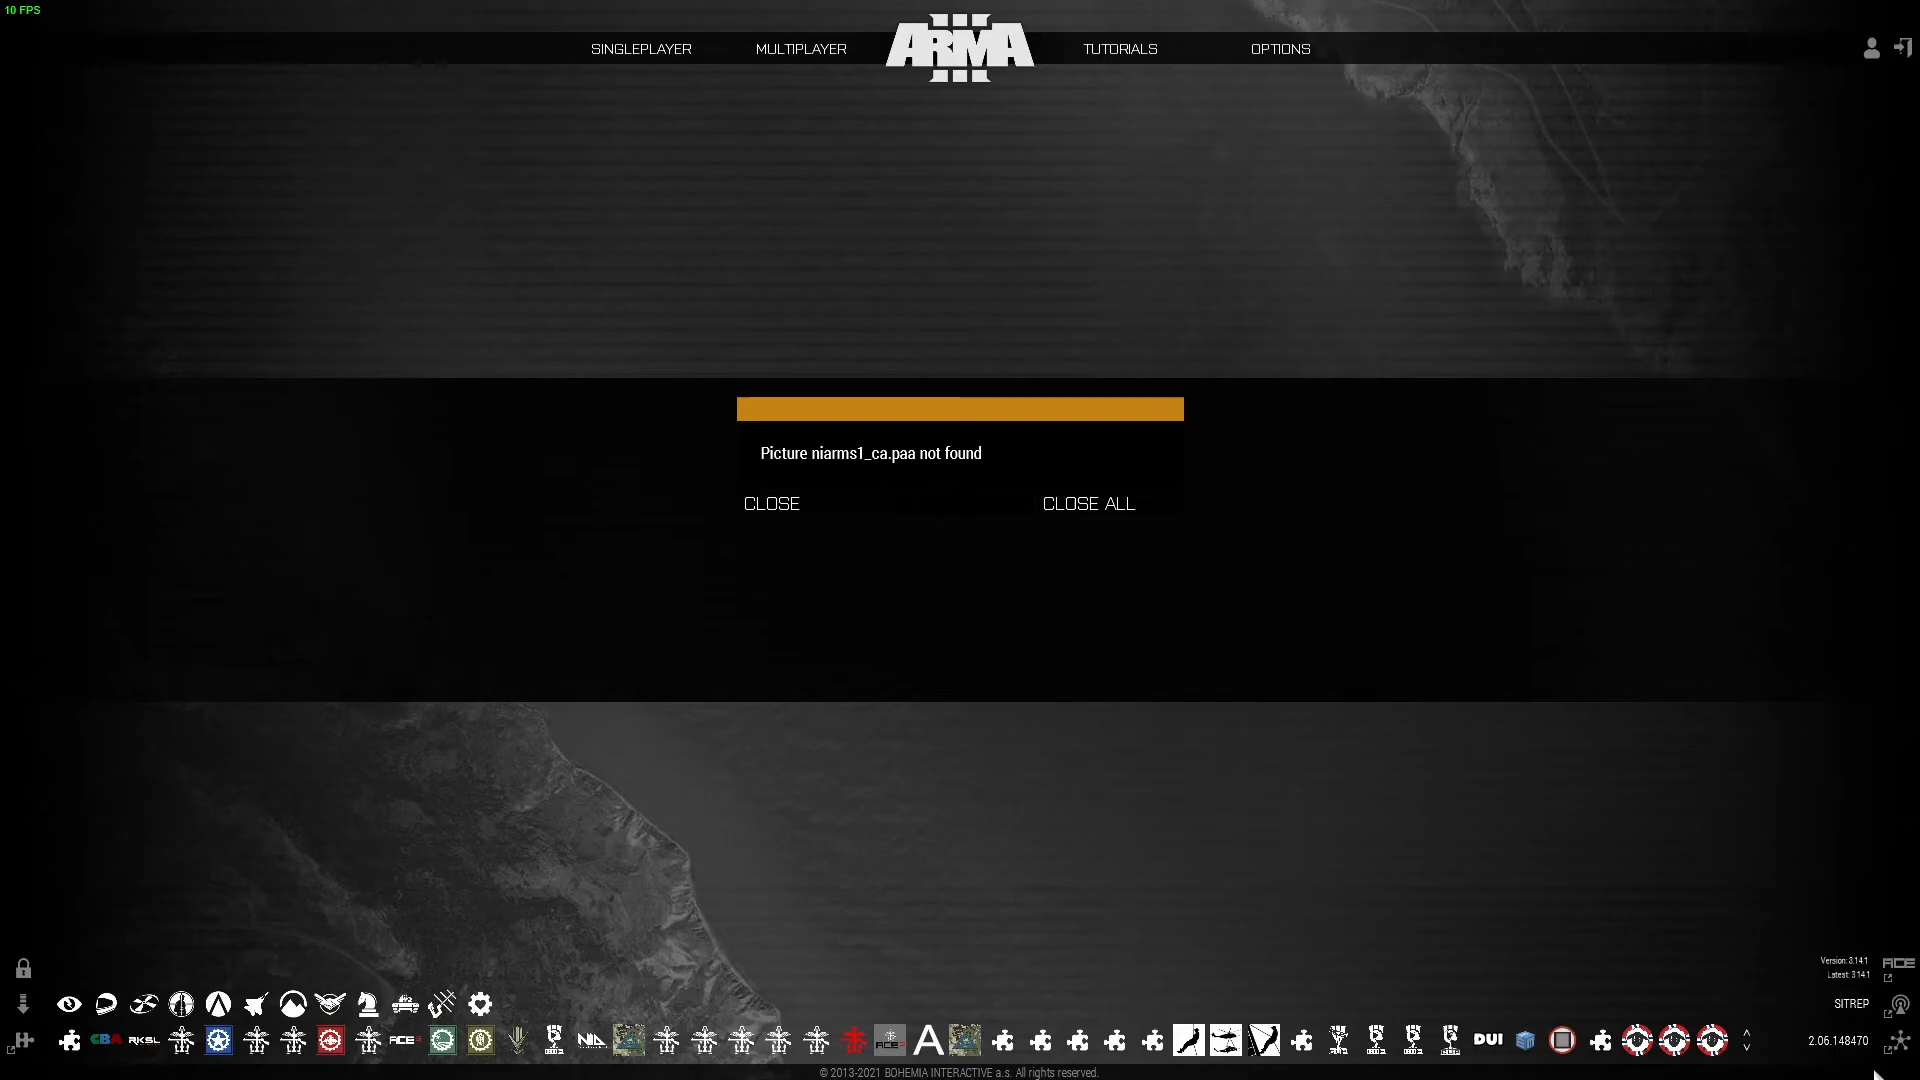 10 FPS
SINGLEPLAYER
MULTIPLAYER
ARMA
III
TUTORIALS
OPTIONS
Picture niarms1_ca.paa not found
CLOSE
CLOSE ALL
Version: 3.14.1
Latest: 3.14.1
ACE
SITREP
CBA
RKSL
ACE
NIA
A
DUI
2.06.148470
© 2013-2021 BOHEMIA INTERACTIVE a.s. All rights reserved.